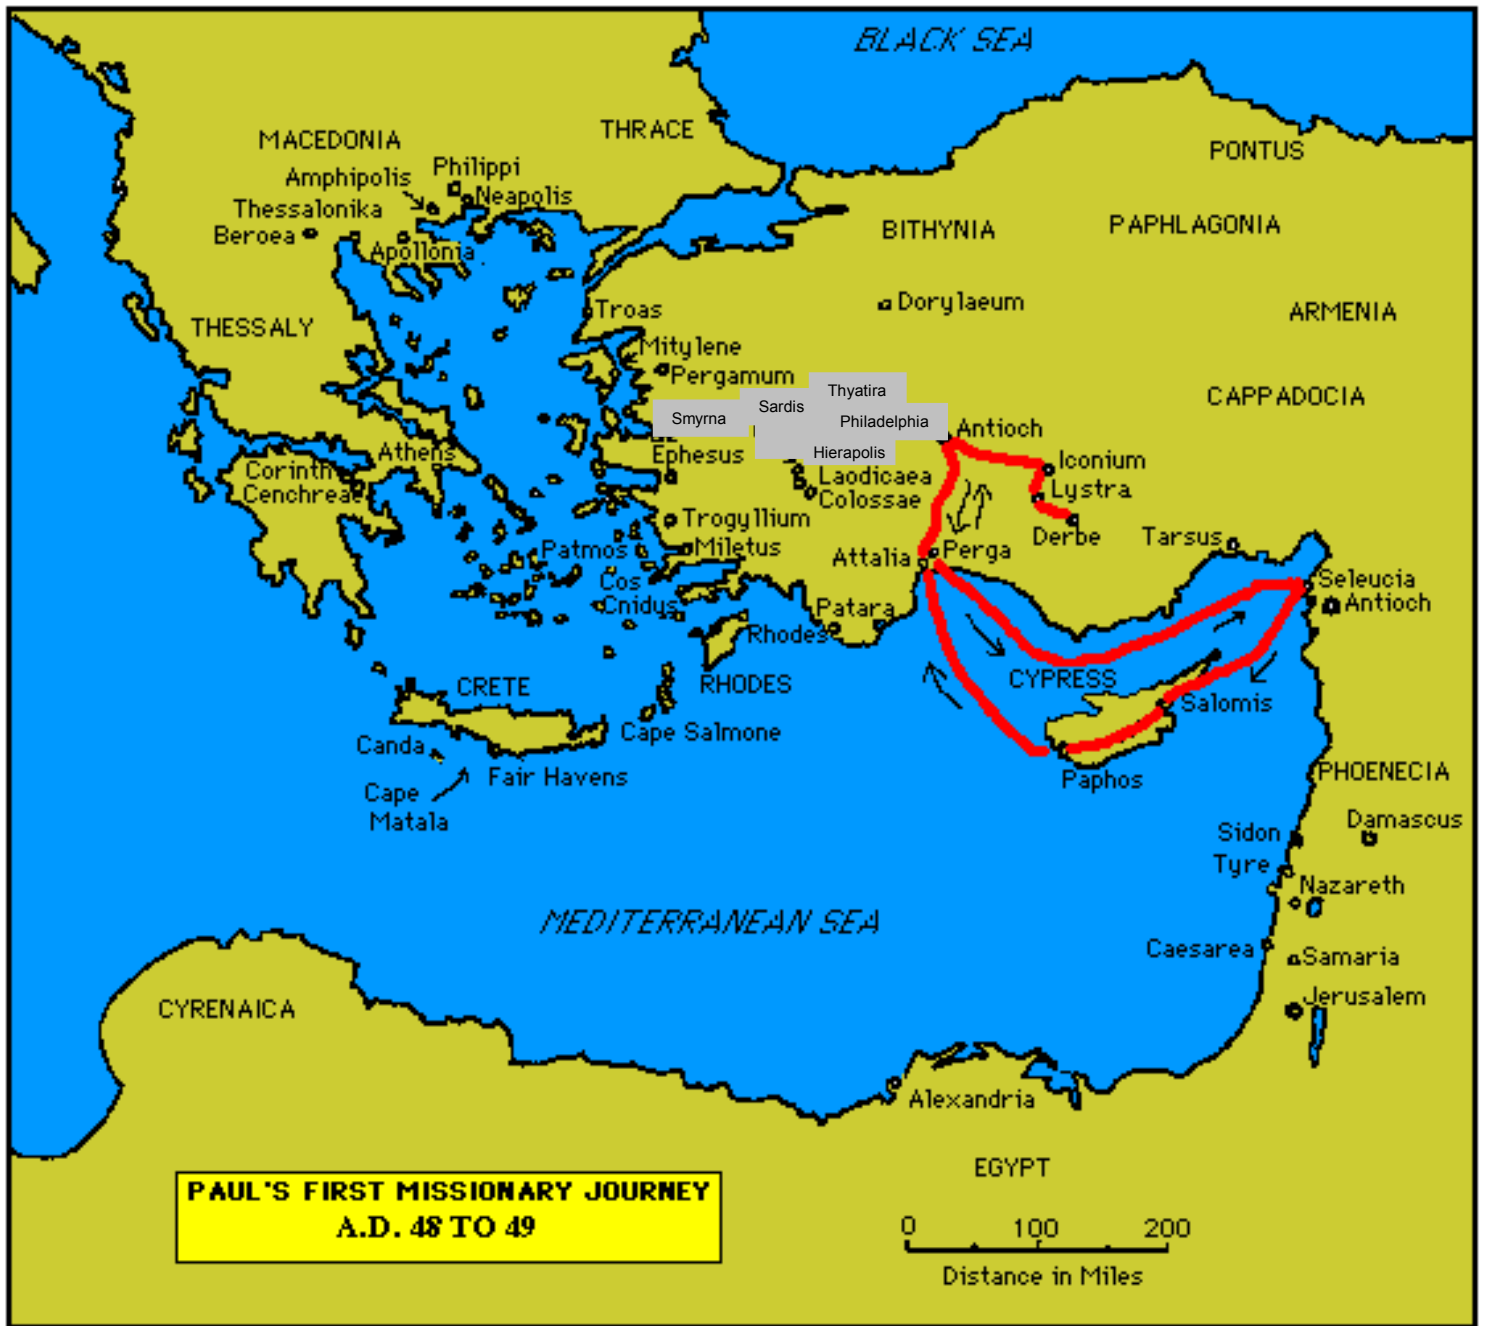 BLACK SEA
THRACE
MACEDONIA
PONTUS
Philippi
Amphipolis
Neapolis
Thessalonika
PAPHLAGONIA
BITHYNIA
Beroea
Apollonia
Dorylaeum
Troas
ARMENIA
THESSALY
Mitylene
Pergamum
Thyatira
CAPPADOCIA
Sardis
Smyrna
Philadelphia
Antioch
Athens
Ephesus
Hierapolis
Iconium
Corinth
Laodicaea
Cenchreae
Lystra
Colossae
Trogyllium
Derbe
Tarsus
Patmos
Miletus
Perga
Attalia
Cos
Seleucia
Cnidus
Patara
Antioch
Rhodes
CYPRESS
CRETE
RHODES
Salomis
Cape Salmone
Canda
Fair Havens
Paphos
PHOENECIA
Cape
Matala
Damascus
Sidon
Tyre
Nazareth
MEDITERRANEAN SEA
Caesarea
Samaria
Jerusalem
CYRENAICA
Alexandria
EGYPT
PAUL'S FIRST MISSIONARY JOURNEY
A.D. 48 TO 49
0 100 200
Distance in Miles